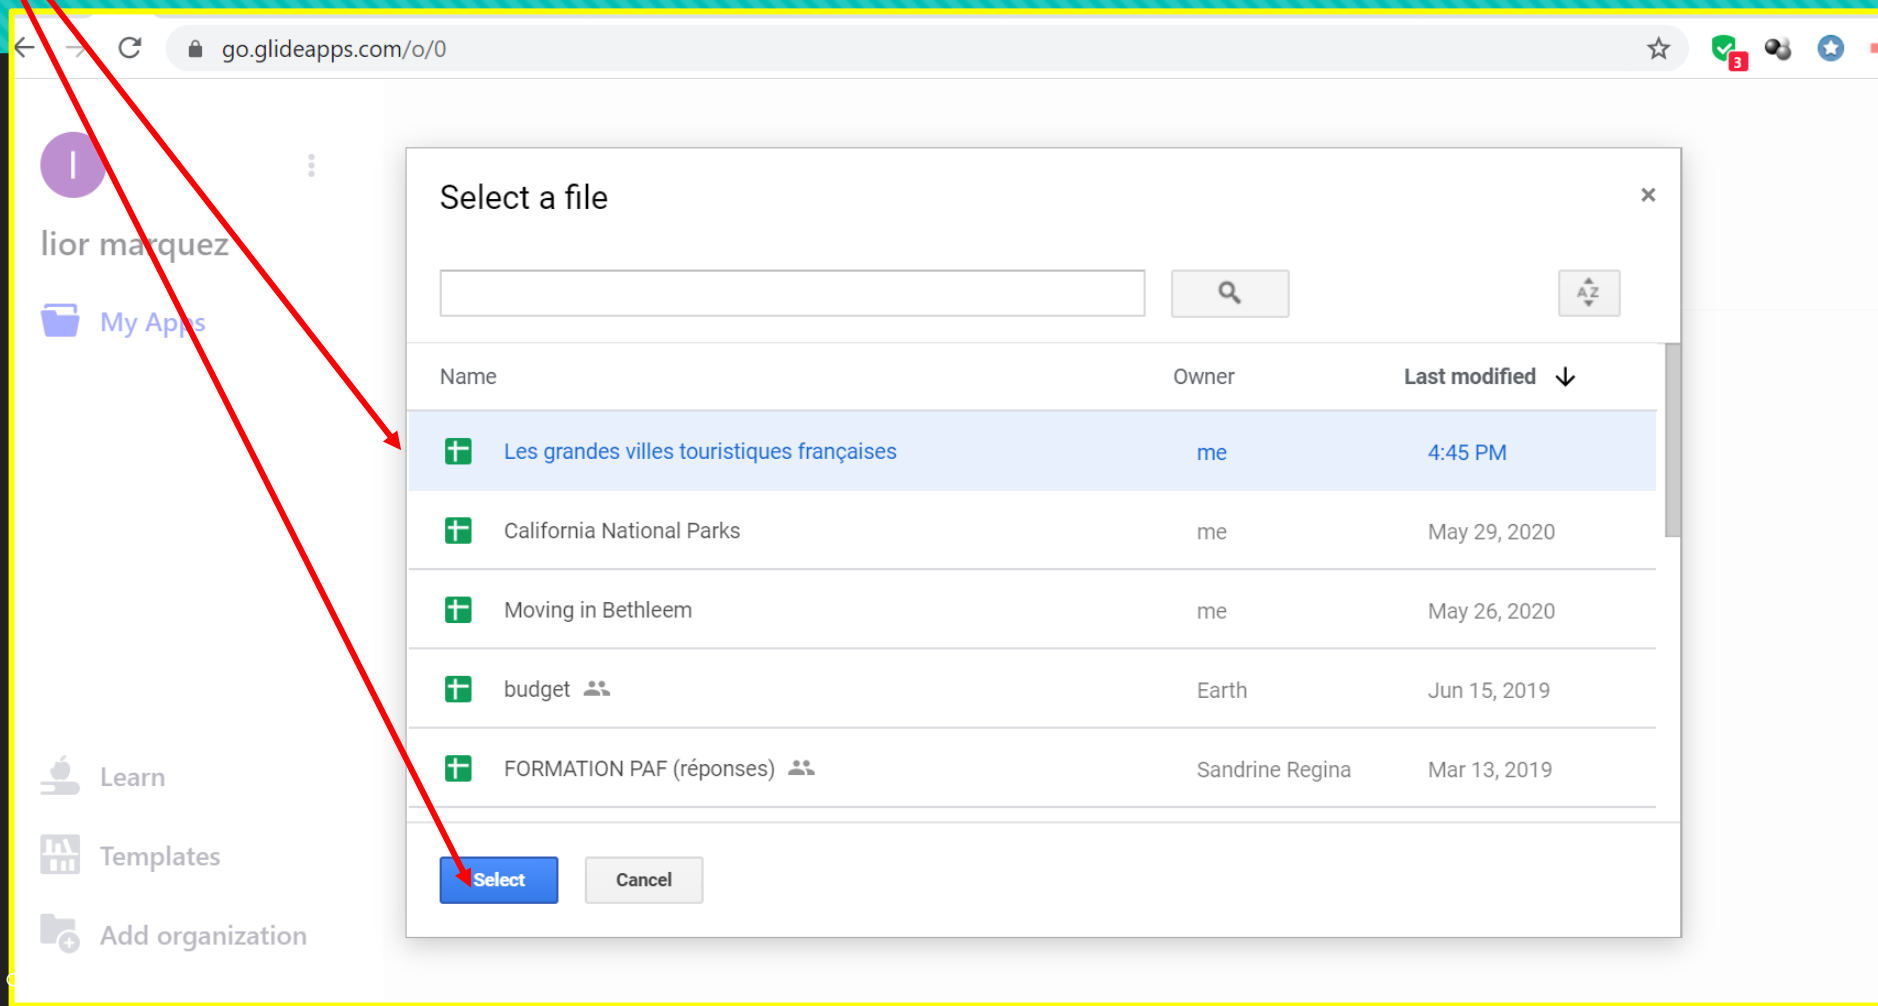 go.glideapps.com/o/0
3
I
lior marquez
My Apps
Select a file
AZ
Name Owner Last modified
Les grandes villes touristiques françaises me 4:45 PM
California National Parks me May 29, 2020
Moving in Bethleem me May 26, 2020
budget Earth Jun 15, 2019
FORMATION PAF (réponses) Sandrine Regina Mar 13, 2019
Learn
Templates
Add organization
Select Cancel